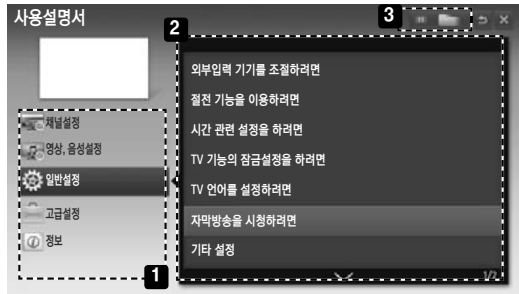 사용설명서
3
2
외부입력 기기를 조절하려면
절전 기능을 이용하려면
시간 관련 설정을 하려면
TV 기능의 잠금설정을 하려면
TV 언어를 설정하려면
자막방송을 시청하려면
기타 설정
1/2
채널설정
영상, 음성설정
일반설정
고급설정
정보
1